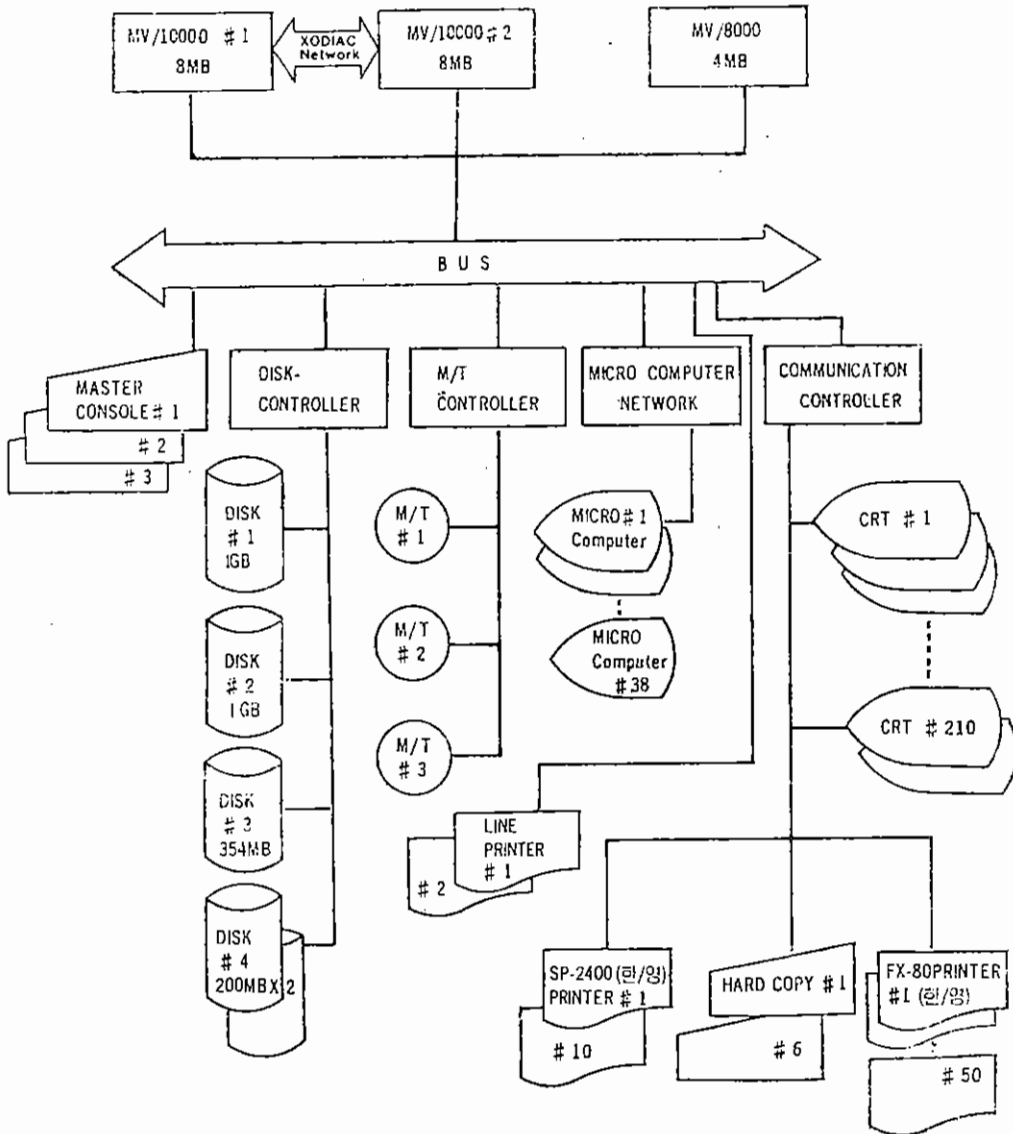 MV/10000 # 1
8MB
XODIAC
Network
MV/10000 # 2
8MB
MV/8000
4MB
BUS
MASTER
CONSOLE # 1
# 2
# 3
DISK-
CONTROLLER
M/T
CONTROLLER
MICRO COMPUTER
NETWORK
COMMUNICATION
CONTROLLER
DISK
# 1
1GB
DISK
# 2
1GB
DISK
# 3
354MB
DISK
# 4
200MB X 2
M/T
# 1
M/T
# 2
M/T
# 3
MICRO # 1
Computer
MICRO
Computer
# 38
CRT # 1
CRT # 210
LINE
PRINTER
# 1
# 2
SP-2400 (한/영)
PRINTER # 1
# 10
HARD COPY # 1
# 6
FX-80PRINTER
#1 (한/영)
# 50